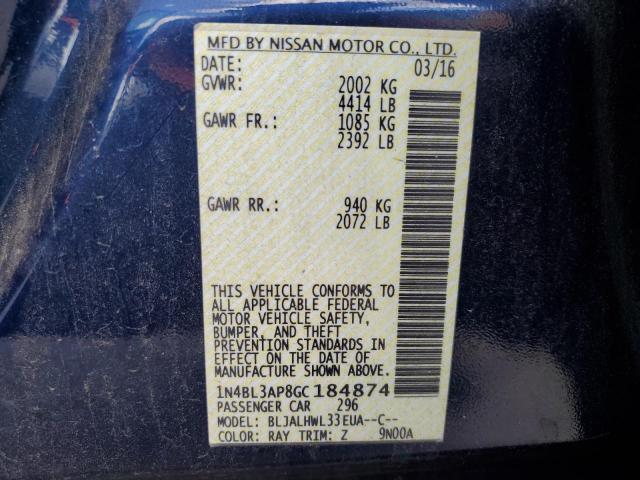 MFD BY NISSAN MOTOR CO., LTD.
DATE: 03/16
GVWR: 2002 KG
4414 LB
GAWR FR.: 1085 KG
2392 LB
GAWR RR.: 940 KG
2072 LB
THIS VEHICLE CONFORMS TO
ALL APPLICABLE FEDERAL
MOTOR VEHICLE SAFETY,
BUMPER, AND THEFT
PREVENTION STANDARDS IN
EFFECT ON THE DATE OF
MANUFACTURE SHOWN ABOVE.
1N4BL3AP8GC184874
PASSENGER CAR 296
MODEL: BLJALHWL33EUA--C--
COLOR: RAY TRIM: Z 9N00A